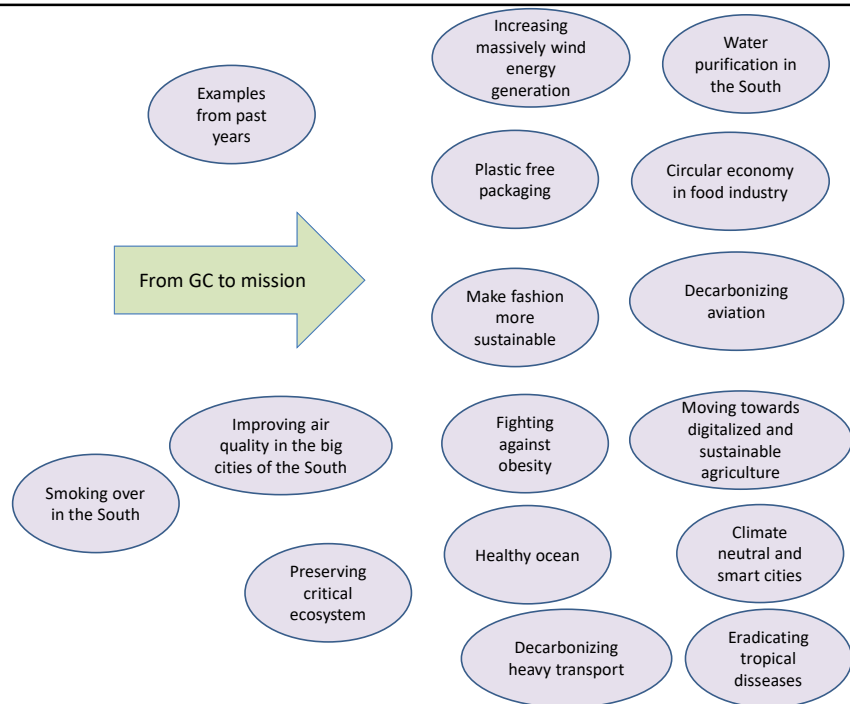 Increasing
massively wind
energy
generation
Water
purification in
the South
Examples
from past
years
Plastic free
packaging
Circular economy
in food industry
From GC to mission
Make fashion
more
sustainable
Decarbonizing
aviation
Improving air
quality in the big
cities of the South
Fighting
against
obesity
Moving towards
digitalized and
sustainable
agriculture
Smoking over
in the South
Healthy ocean
Climate
neutral and
smart cities
Preserving
critical
ecosystem
Decarbonizing
heavy transport
Eradicating
tropical
disseases